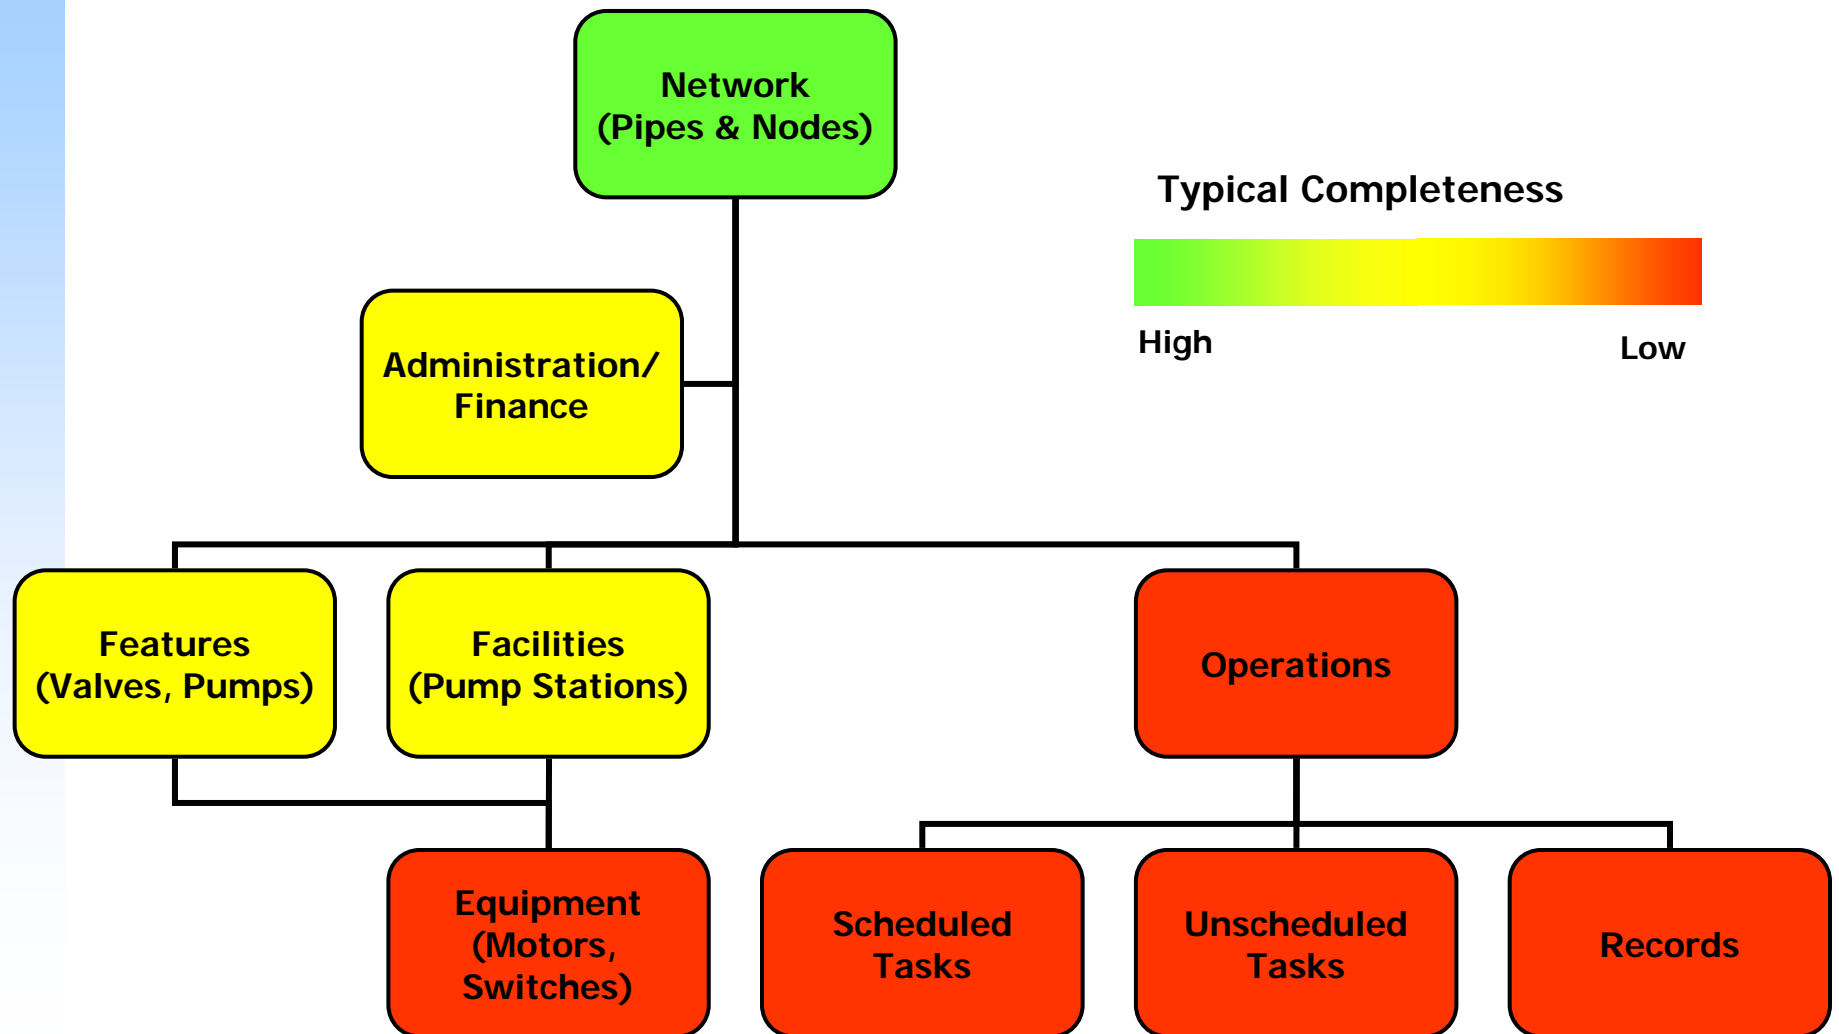 Network
(Pipes & Nodes)
Typical Completeness
High
Low
Administration/
Finance
Features
(Valves, Pumps)
Facilities
(Pump Stations)
Operations
Equipment
(Motors,
Switches)
Scheduled
Tasks
Unscheduled
Tasks
Records